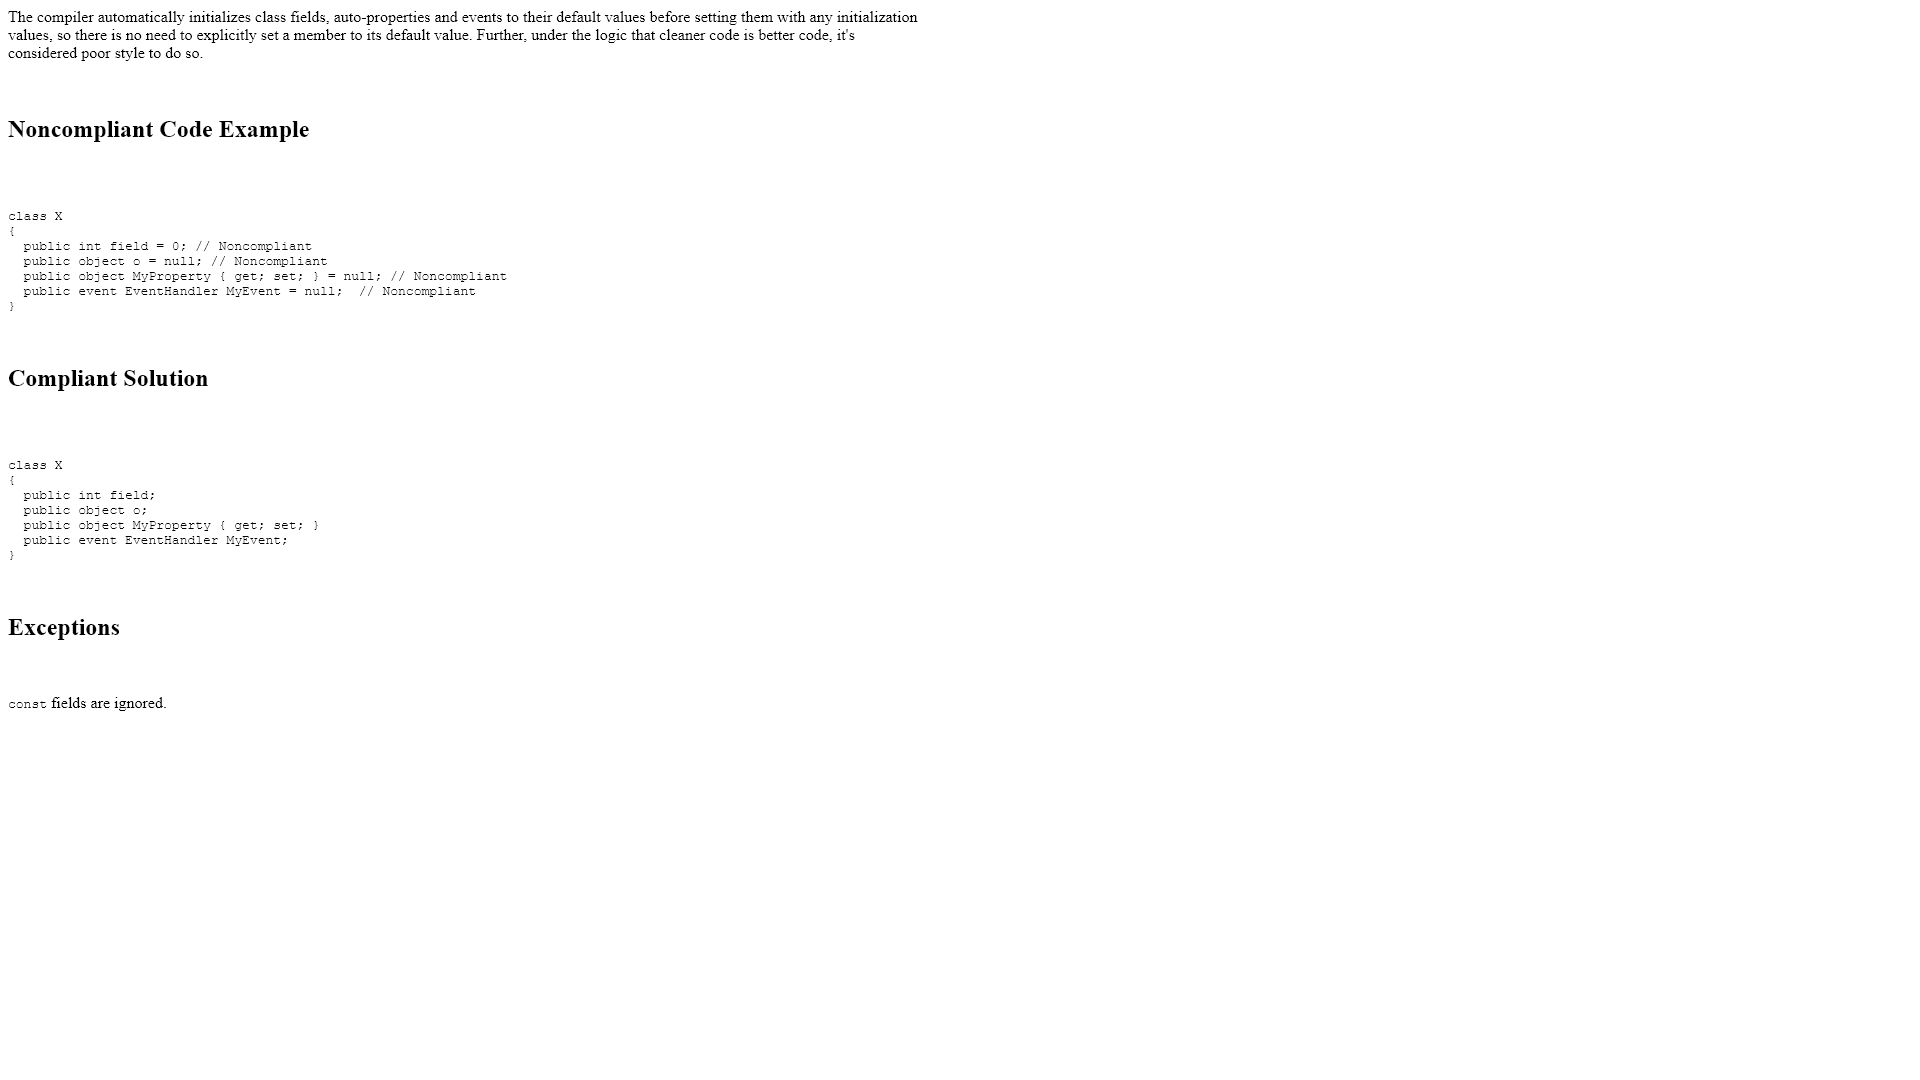 The compiler automatically initializes class fields, auto-properties and events to their default values before setting them with any initialization
values, so there is no need to explicitly set a member to its default value. Further, under the logic that cleaner code is better code, it's
considered poor style to do so.
Noncompliant Code Example
class X
{
  public int field = 0; // Noncompliant
  public object o = null; // Noncompliant
  public object MyProperty { get; set; } = null; // Noncompliant
  public event EventHandler MyEvent = null;  // Noncompliant
}
Compliant Solution
class X
{
  public int field;
  public object o;
  public object MyProperty { get; set; }
  public event EventHandler MyEvent;
}
Exceptions
const fields are ignored.